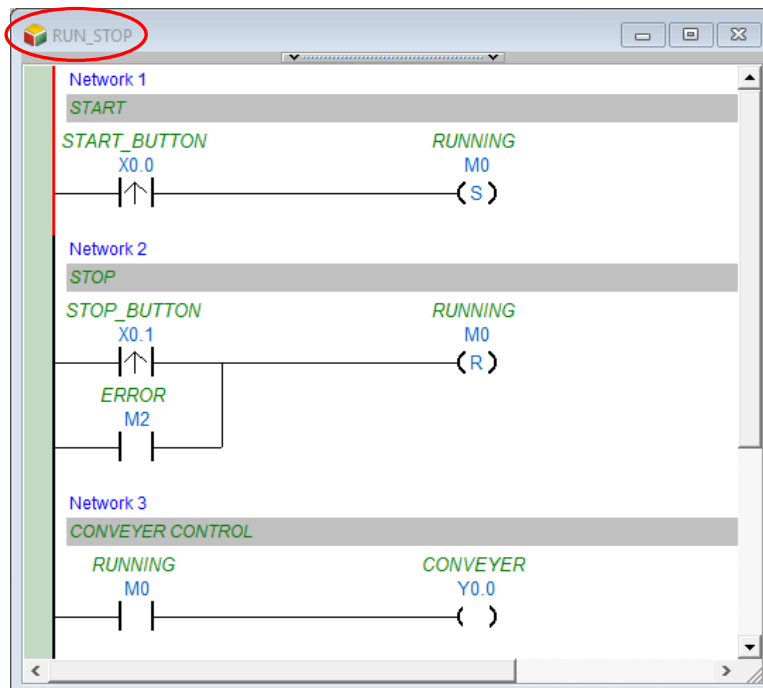 RUN_STOP
Network 1
START
START_BUTTON RUNNING
X0.0 M0
S
Network 2
STOP
STOP_BUTTON RUNNING
X0.1 M0
R
ERROR
M2
Network 3
CONVEYER CONTROL
RUNNING CONVEYER
M0 Y0.0